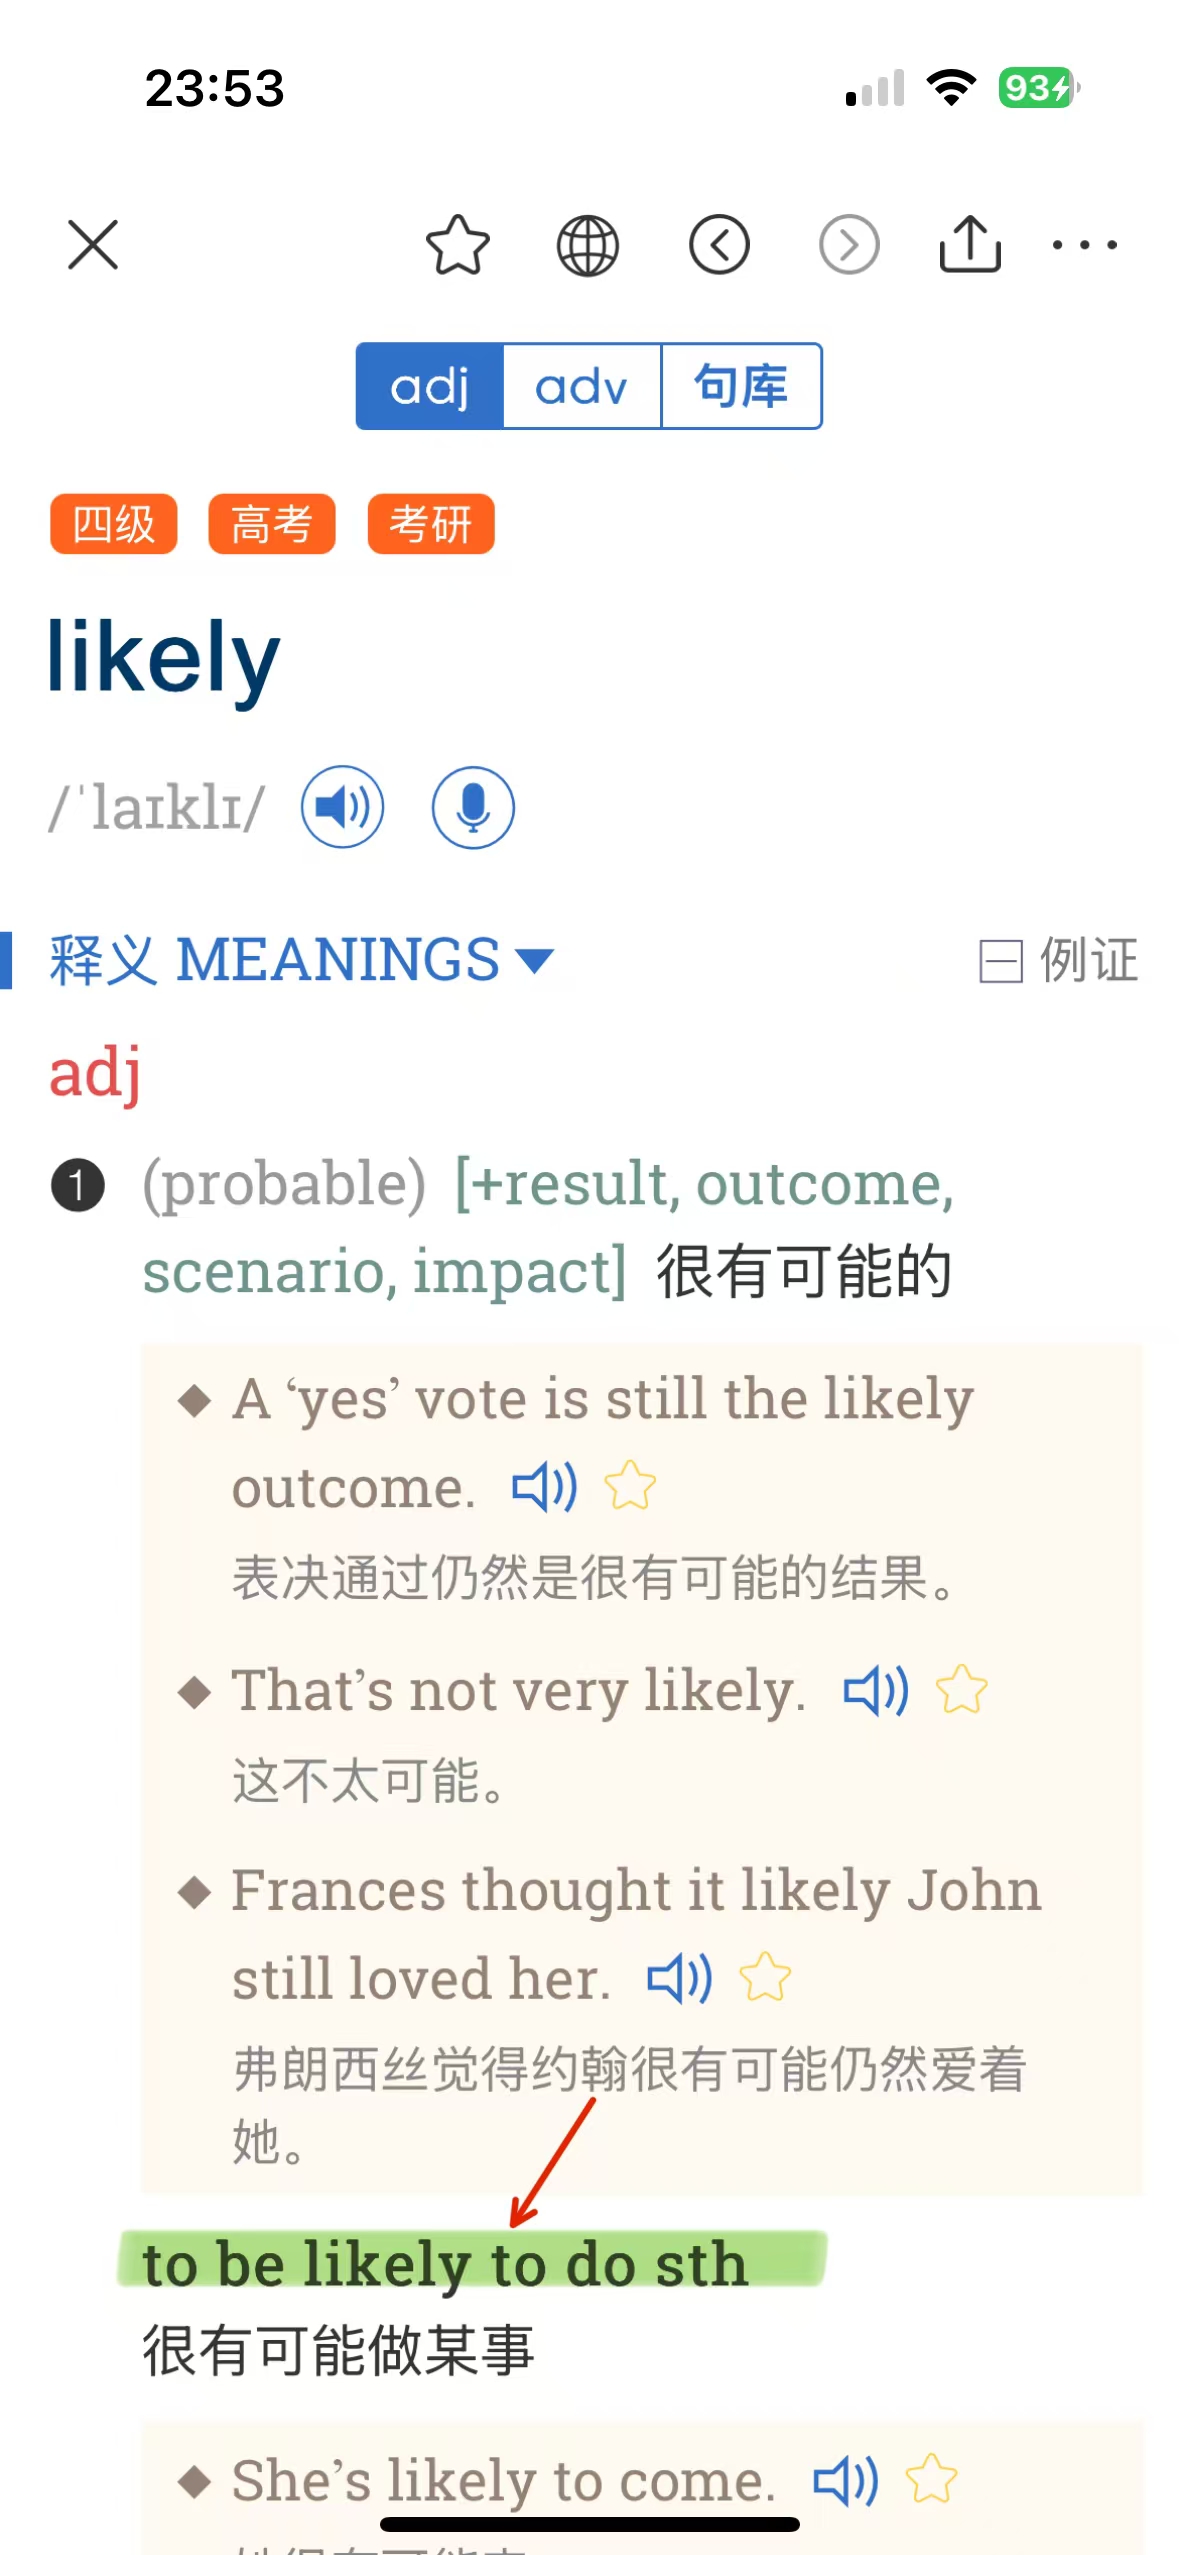 23:53
93
adj adv 句库
四级 高考 考研
likely
/ˈlaɪklɪ/
释义 MEANINGS 例证
adj
1 (probable) [+result, outcome,
scenario, impact] 很有可能的
◆ A ‘yes’ vote is still the likely
outcome.
表决通过仍然是很有可能的结果。
◆ That’s not very likely.
这不太可能。
◆ Frances thought it likely John
still loved her.
弗朗西丝觉得约翰很有可能仍然爱着
她。
to be likely to do sth
很有可能做某事
◆ She’s likely to come.